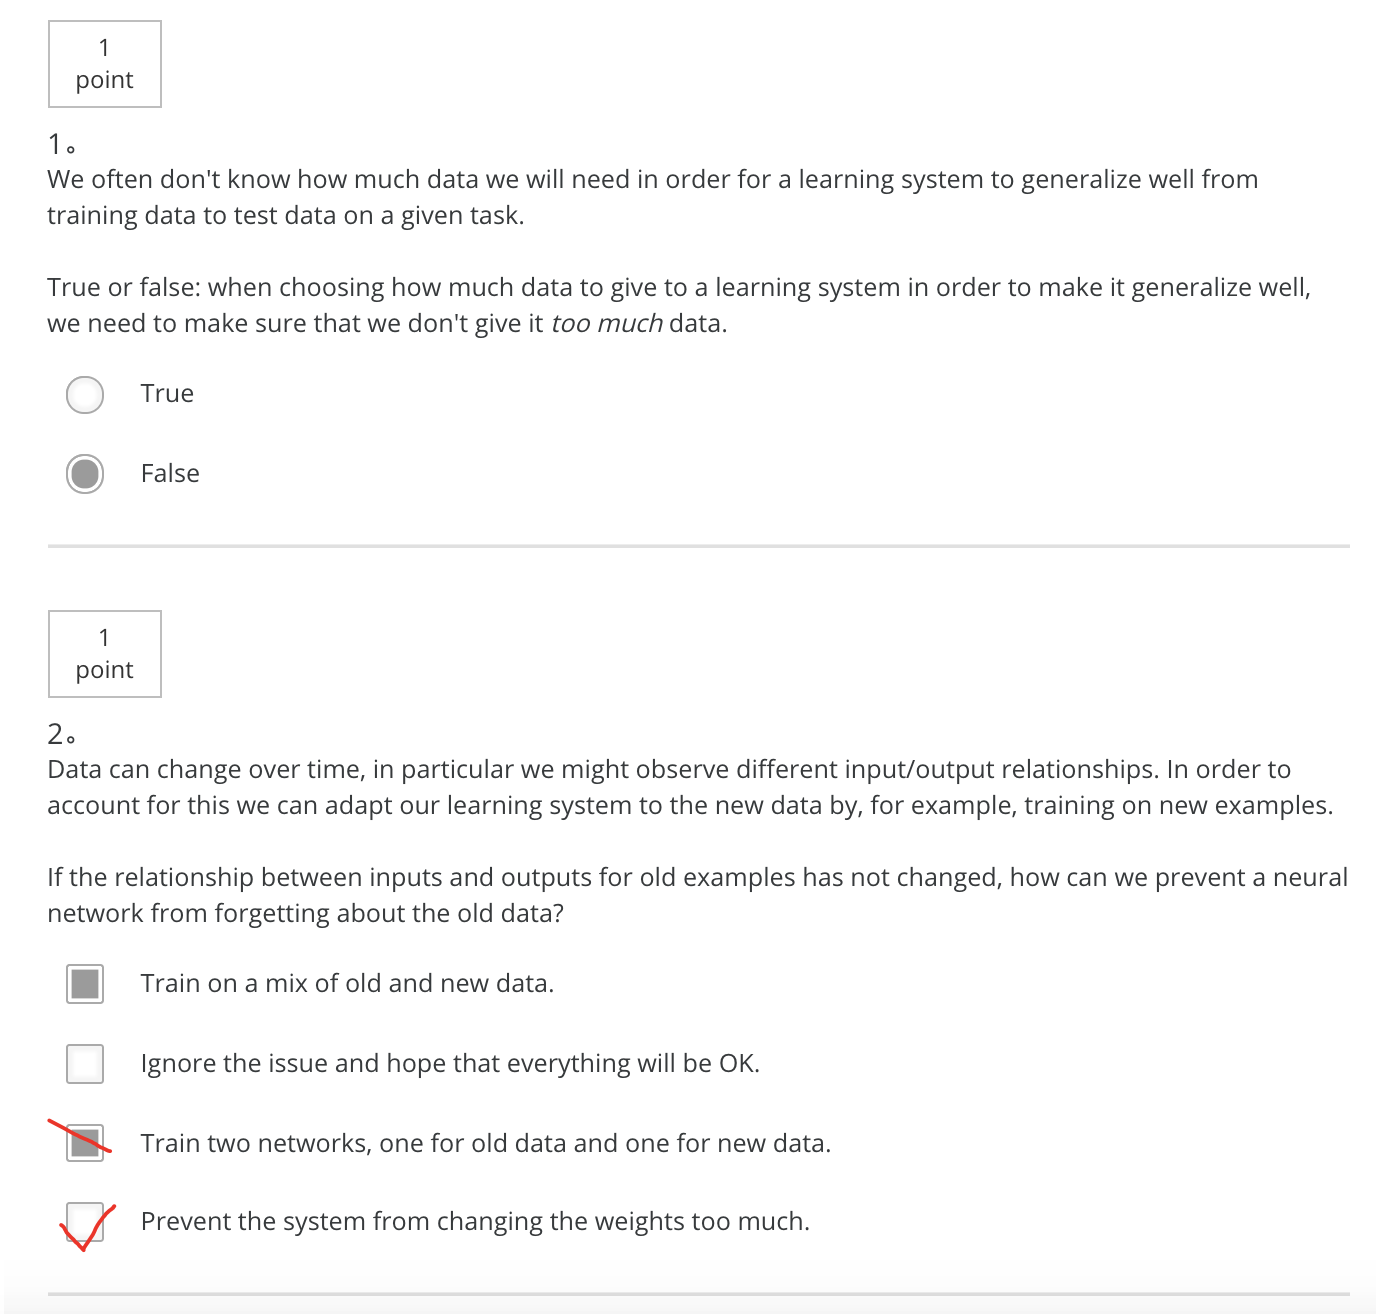 1
point
1。
We often don't know how much data we will need in order for a learning system to generalize well from
training data to test data on a given task.
True or false: when choosing how much data to give to a learning system in order to make it generalize well,
we need to make sure that we don't give it too much data.
True
False
1
point
2。
Data can change over time, in particular we might observe different input/output relationships. In order to
account for this we can adapt our learning system to the new data by, for example, training on new examples.
If the relationship between inputs and outputs for old examples has not changed, how can we prevent a neural
network from forgetting about the old data?
Train on a mix of old and new data.
Ignore the issue and hope that everything will be OK.
Train two networks, one for old data and one for new data.
Prevent the system from changing the weights too much.